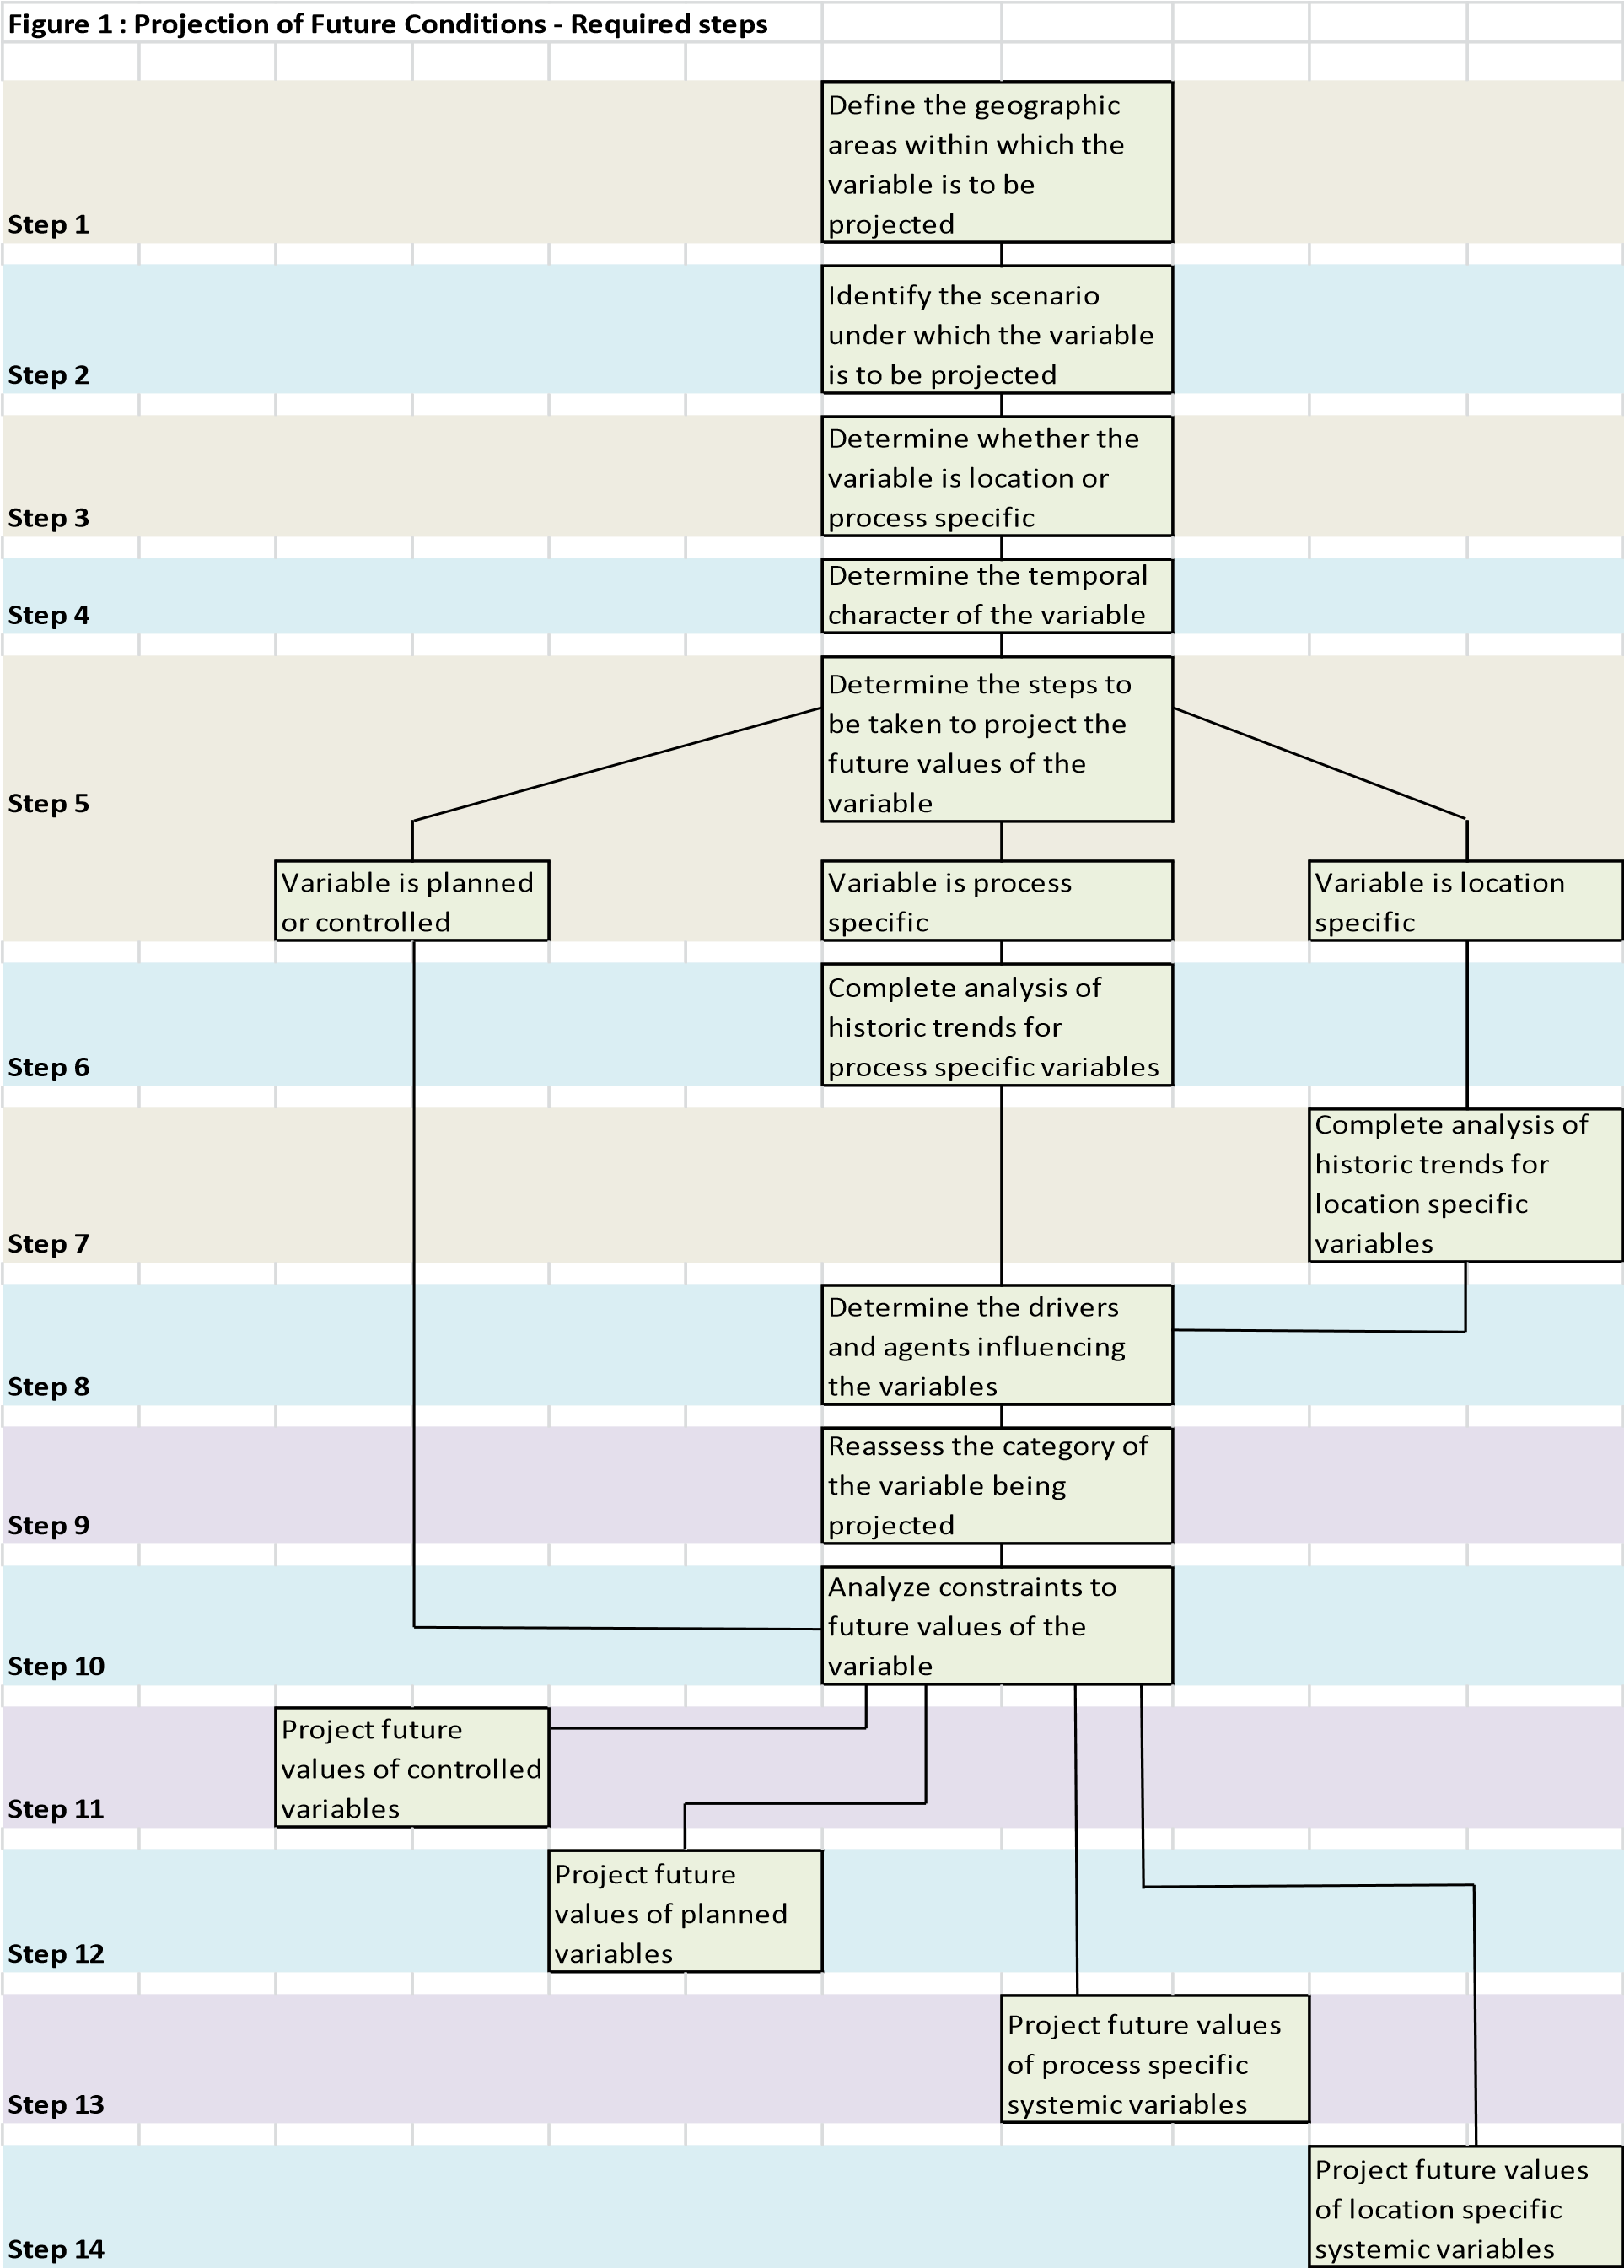 Figure 1 : Projection of Future Conditions - Required steps
Define the geographic
areas within which the
variable is to be
projected
Step 1
Identify the scenario
under which the variable
is to be projected
Step 2
Determine whether the
variable is location or
process specific
Step 3
Determine the temporal
character of the variable
Step 4
Determine the steps to
be taken to project the
future values of the
variable
Step 5
Variable is planned
or controlled
Variable is process
specific
Variable is location
specific
Complete analysis of
historic trends for
process specific variables
Step 6
Complete analysis of
historic trends for
location specific
variables
Step 7
Determine the drivers
and agents influencing
the variables
Step 8
Reassess the category of
the variable being
projected
Step 9
Analyze constraints to
future values of the
variable
Step 10
Project future
values of controlled
variables
Step 11
Project future
values of planned
variables
Step 12
Project future values
of process specific
systemic variables
Step 13
Project future values
of location specific
systemic variables
Step 14